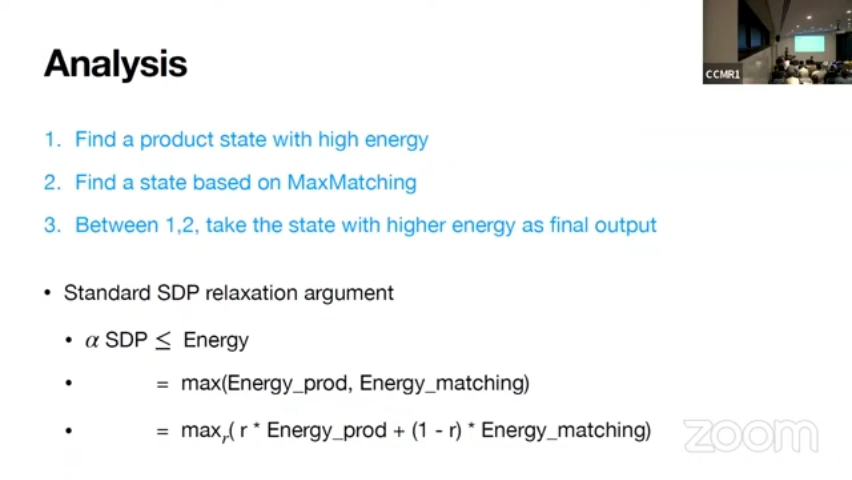 Analysis
CCMR1
1. Find a product state with high energy
2. Find a state based on MaxMatching
3. Between 1,2, take the state with higher energy as final output
• Standard SDP relaxation argument
• α SDP ≤ Energy
• = max(Energy_prod, Energy_matching)
• = maxᵣ( r * Energy_prod + (1 - r) * Energy_matching)
zoom